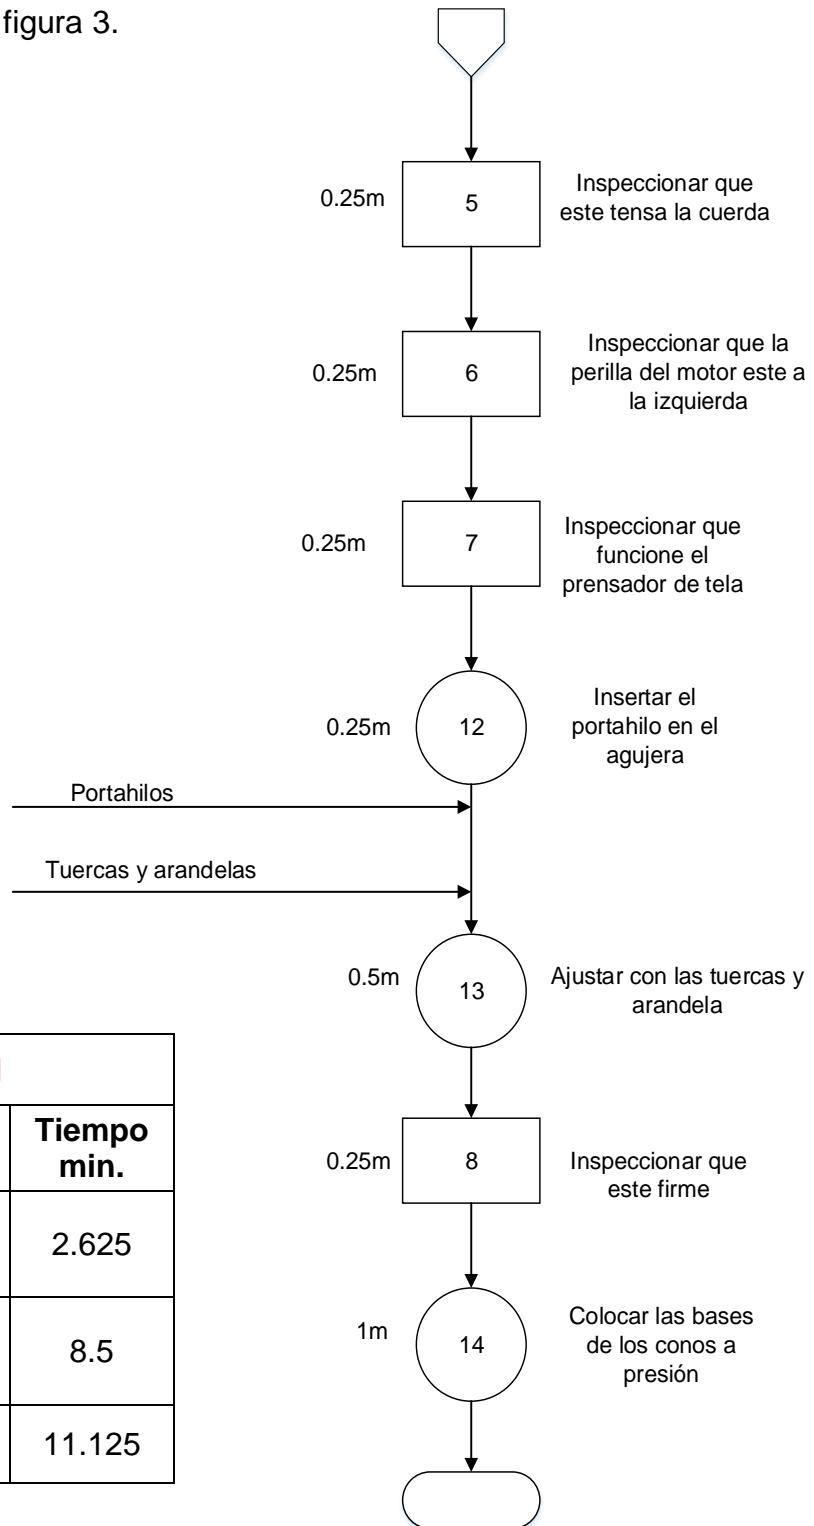 figura 3.
0.25m
5
Inspeccionar que
este tensa la cuerda
0.25m
6
Inspeccionar que la
perilla del motor este a
la izquierda
0.25m
7
Inspeccionar que
funcione el
prensador de tela
0.25m
12
Insertar el
portahilo en el
agujera
Portahilos
Tuercas y arandelas
0.5m
13
Ajustar con las tuercas y
arandela
0.25m
8
Inspeccionar que
este firme
1m
14
Colocar las bases
de los conos a
presión
Tiempo
min.
2.625
8.5
11.125